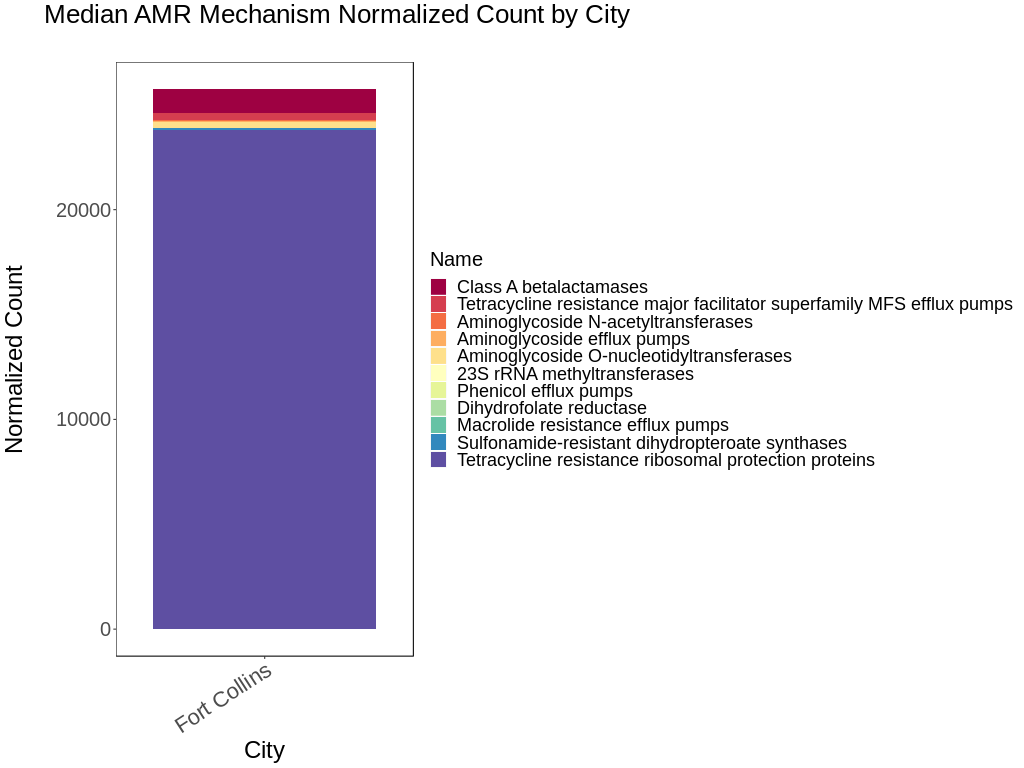 Median AMR Mechanism Normalized Count by City
Normalized Count
20000
10000
0
Fort Collins
City
Name
Class A betalactamases
Tetracycline resistance major facilitator superfamily MFS efflux pumps
Aminoglycoside N-acetyltransferases
Aminoglycoside efflux pumps
Aminoglycoside O-nucleotidyltransferases
23S rRNA methyltransferases
Phenicol efflux pumps
Dihydrofolate reductase
Macrolide resistance efflux pumps
Sulfonamide-resistant dihydropteroate synthases
Tetracycline resistance ribosomal protection proteins